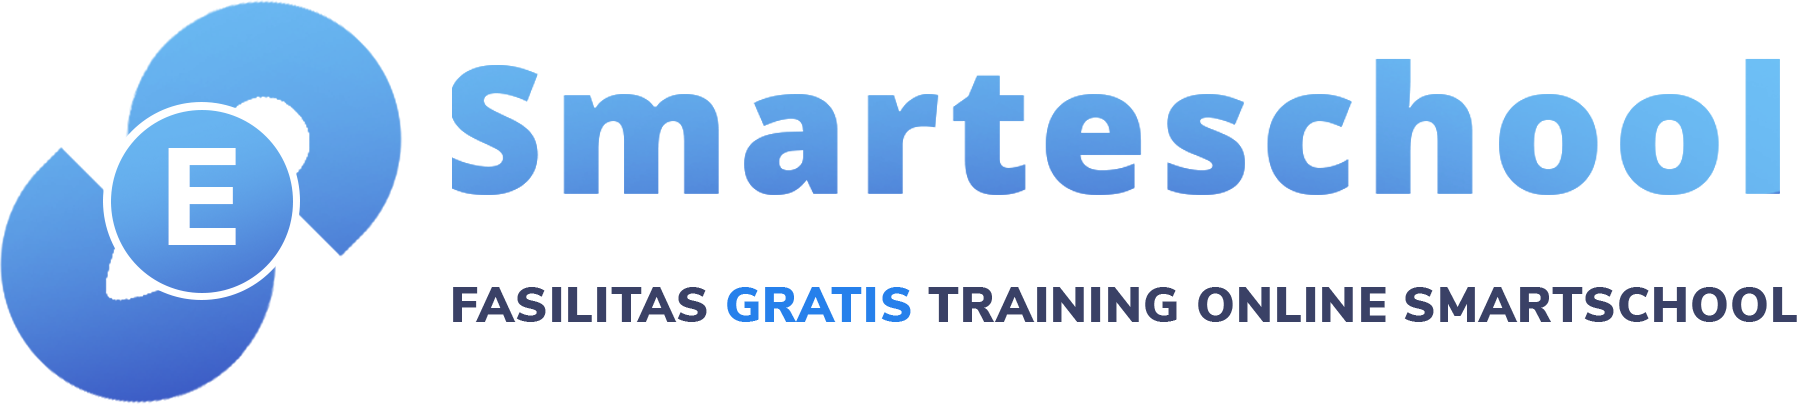 E
Smarteschool
FASILITAS GRATIS TRAINING ONLINE SMARTSCHOOL